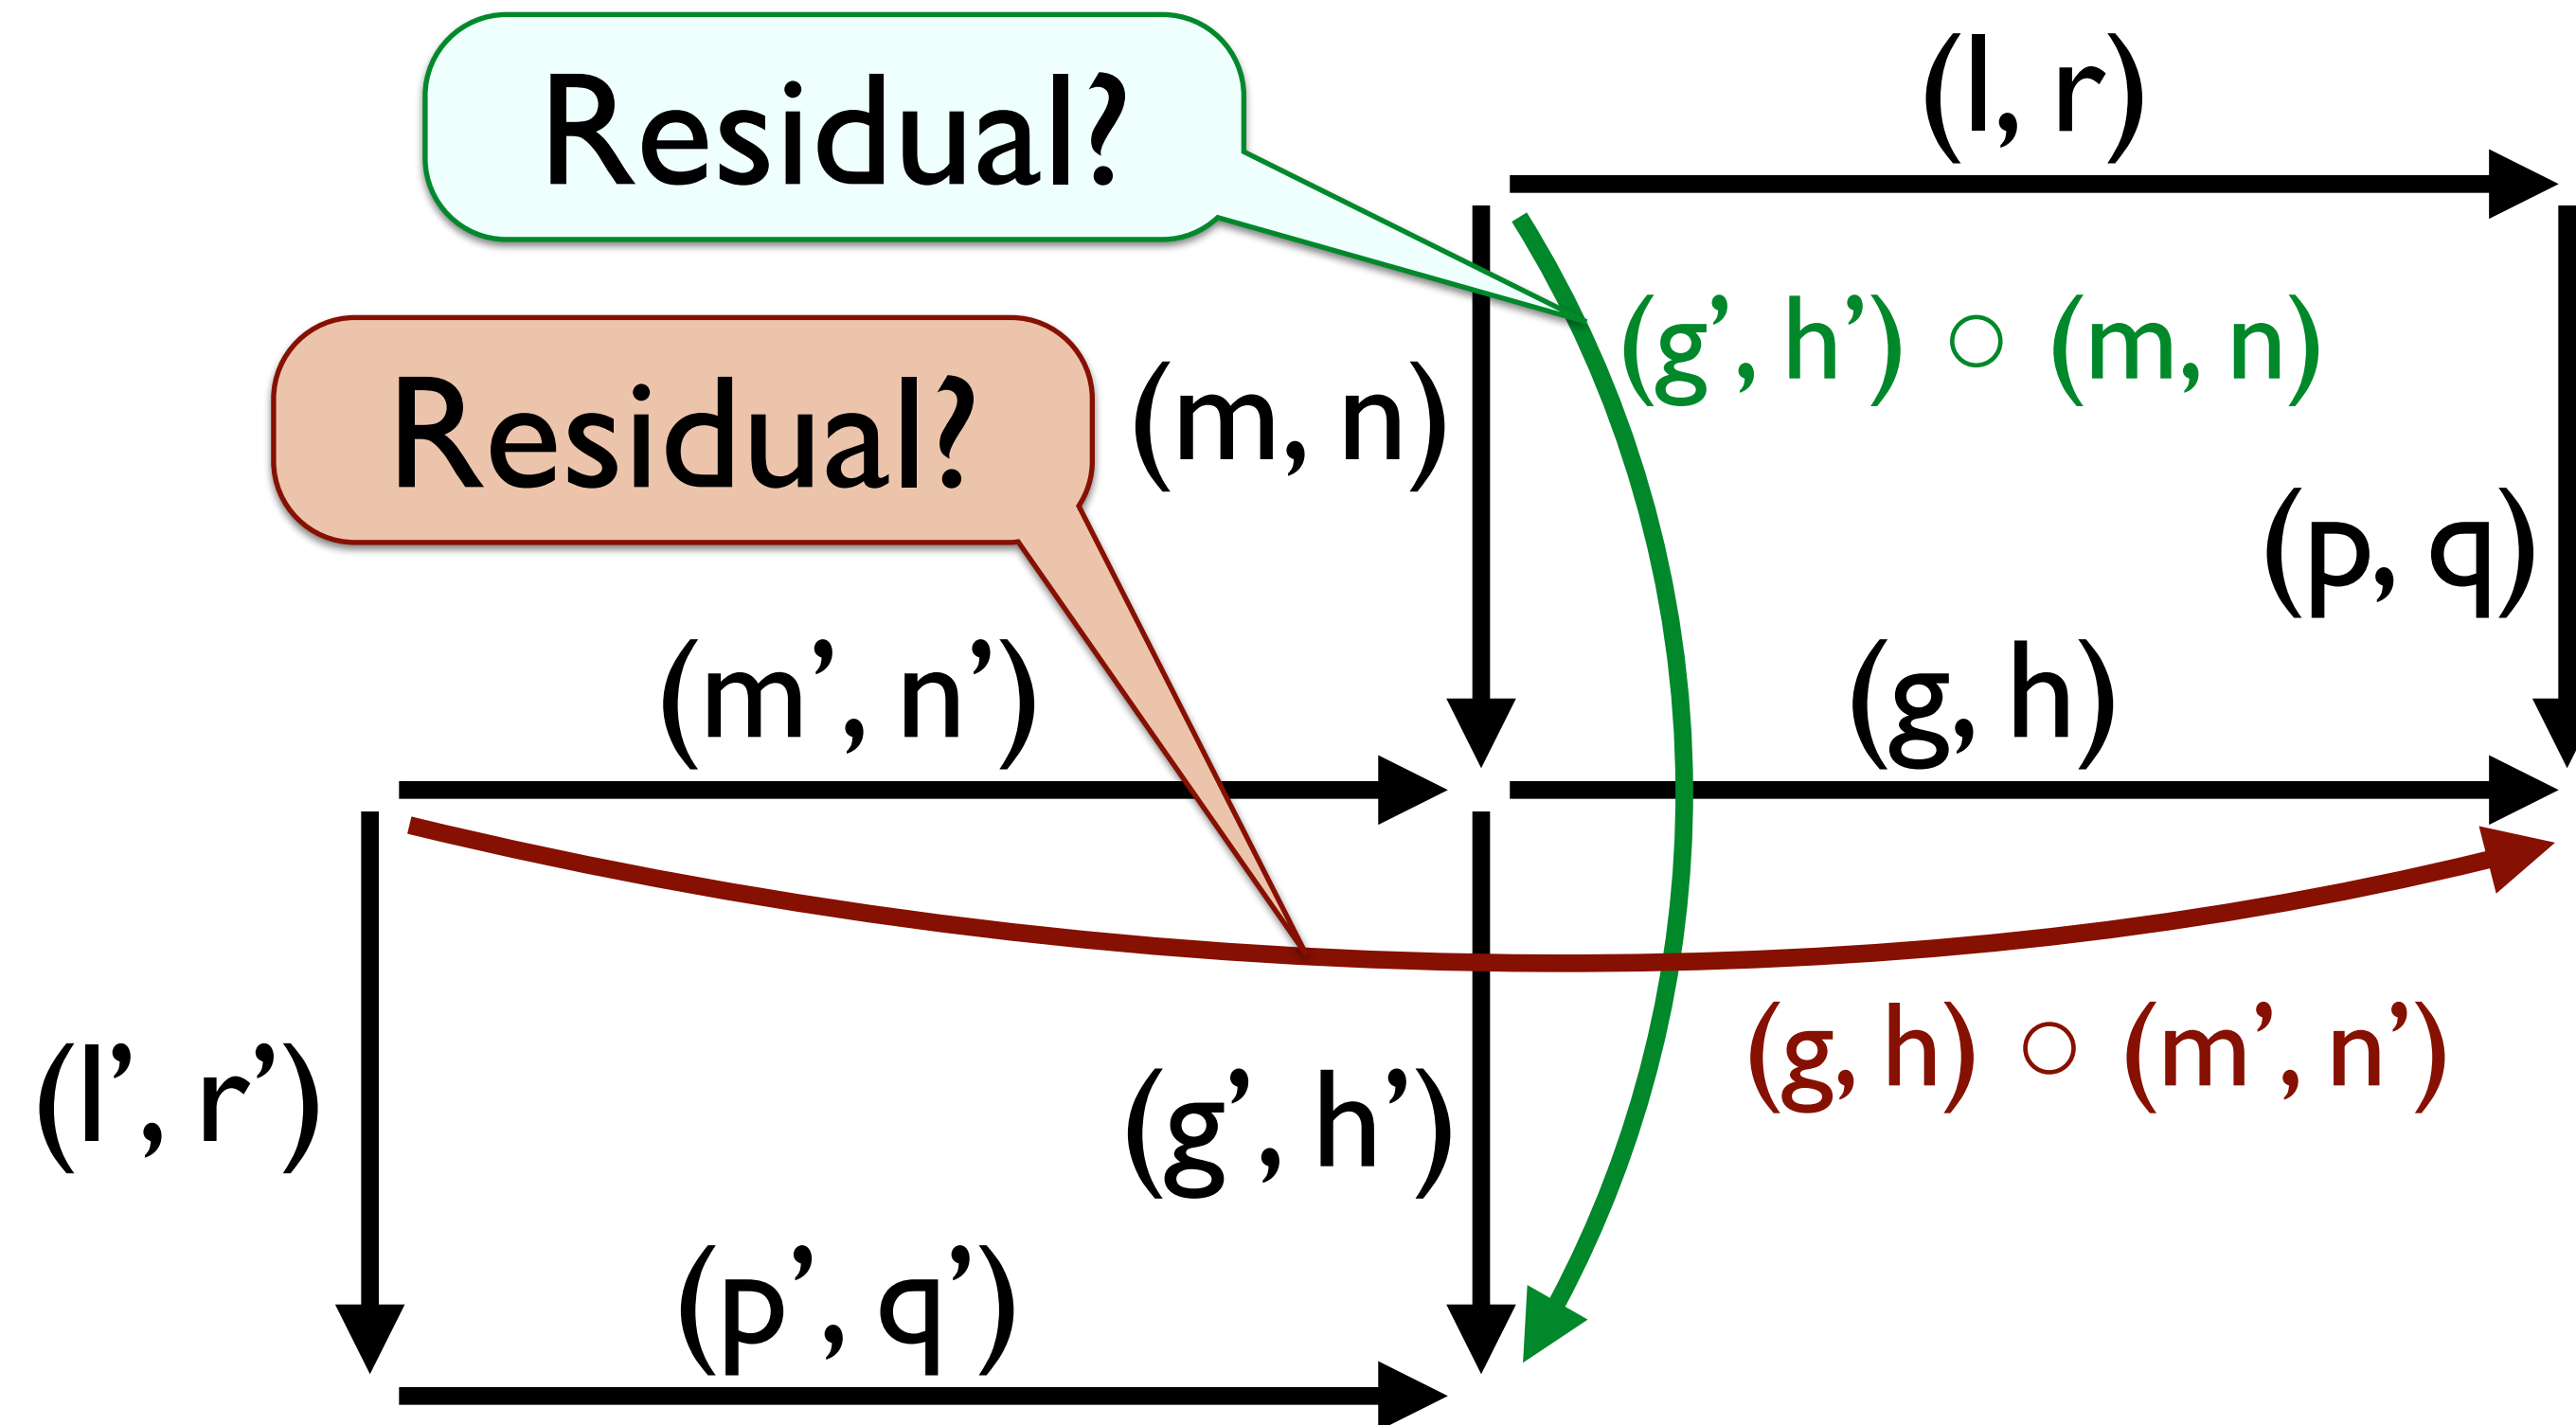 Residual?
(l, r)
(g’, h’) ○ (m, n)
Residual?
(m, n)
(p, q)
(m’, n’)
(g, h)
(l’, r’)
(g’, h’)
(g, h) ○ (m’, n’)
(p’, q’)